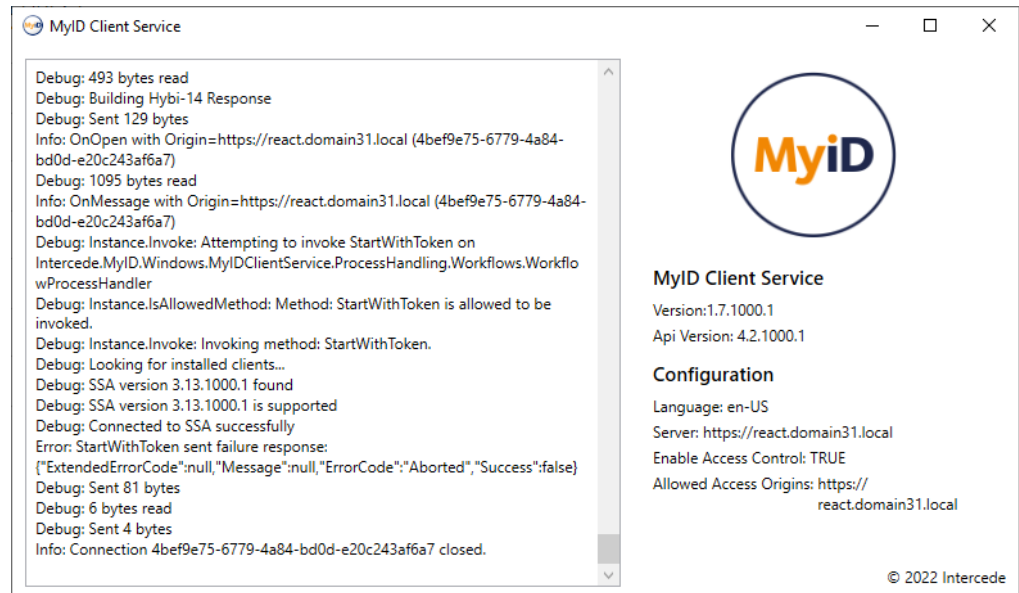 MyID Client Service
Debug: 493 bytes read
Debug: Building Hybi-14 Response
Debug: Sent 129 bytes
Info: OnOpen with Origin=https://react.domain31.local (4bef9e75-6779-4a84-
bd0d-e20c243af6a7)
Debug: 1095 bytes read
Info: OnMessage with Origin=https://react.domain31.local (4bef9e75-6779-4a84-
bd0d-e20c243af6a7)
Debug: Instance.Invoke: Attempting to invoke StartWithToken on
Intercede.MyID.Windows.MyIDClientService.ProcessHandling.Workflows.Workflo
wProcessHandler
Debug: Instance.IsAllowedMethod: Method: StartWithToken is allowed to be
invoked.
Debug: Instance.Invoke: Invoking method: StartWithToken.
Debug: Looking for installed clients...
Debug: SSA version 3.13.1000.1 found
Debug: SSA version 3.13.1000.1 is supported
Debug: Connected to SSA successfully
Error: StartWithToken sent failure response:
{"ExtendedErrorCode":null,"Message":null,"ErrorCode":"Aborted","Success":false}
Debug: Sent 81 bytes
Debug: 6 bytes read
Debug: Sent 4 bytes
Info: Connection 4bef9e75-6779-4a84-bd0d-e20c243af6a7 closed.
MyiD
MyID Client Service
Version:1.7.1000.1
Api Version: 4.2.1000.1
Configuration
Language: en-US
Server: https://react.domain31.local
Enable Access Control: TRUE
Allowed Access Origins: https://
react.domain31.local
© 2022 Intercede